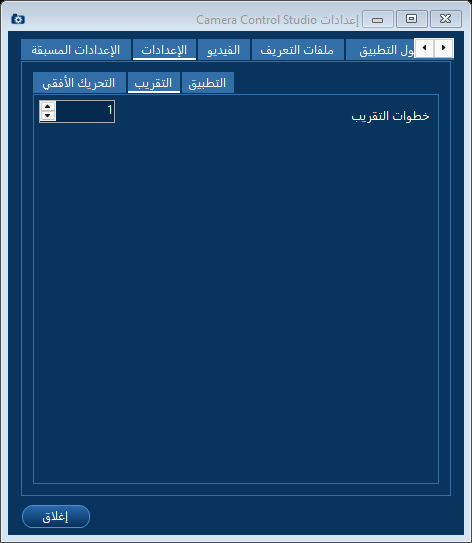 إعدادات Camera Control Studio
ول التطبيق
ملفات التعريف
الفيديو
الإعدادات
الإعدادات المسبقة
التطبيق
التقريب
التحريك الأفقي
خطوات التقريب
1
إغلاق